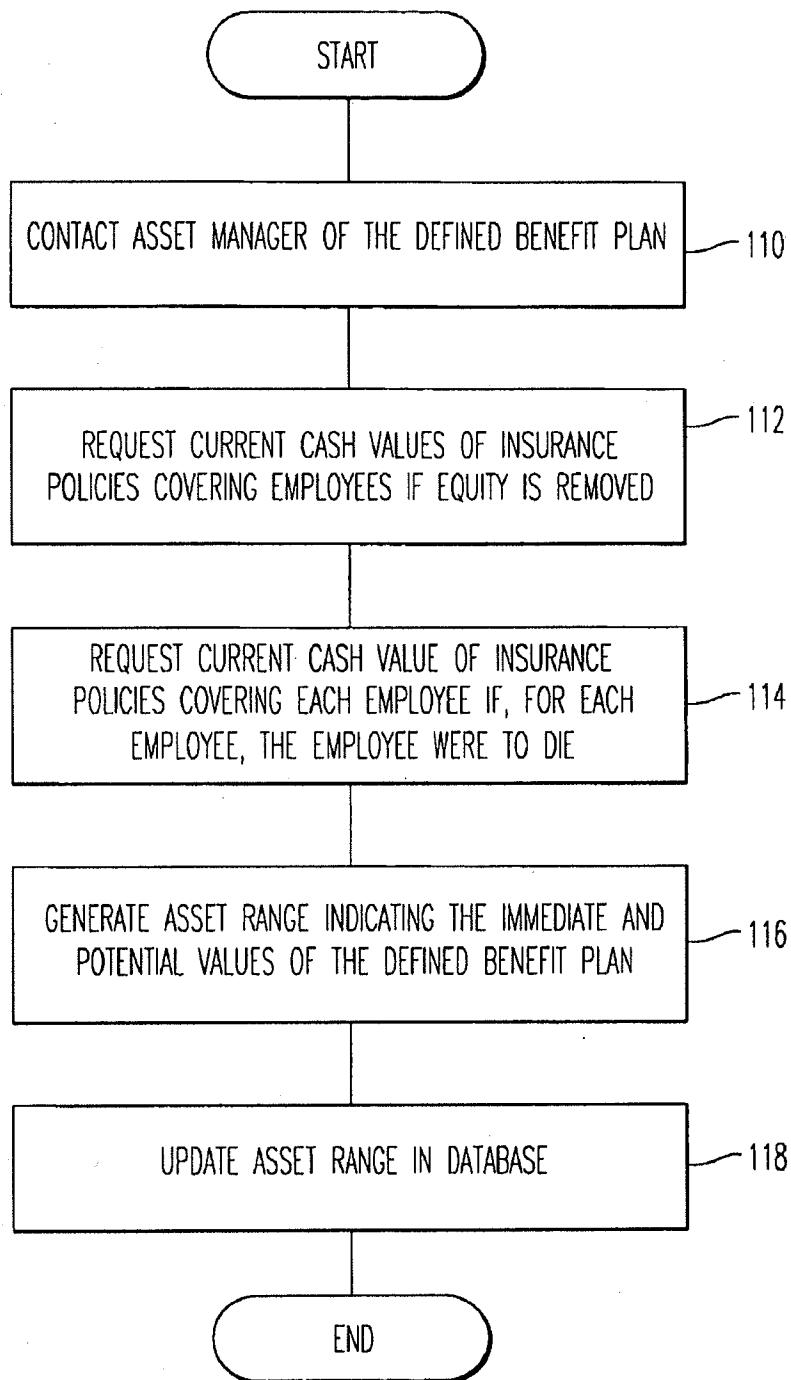 START
CONTACT ASSET MANAGER OF THE DEFINED BENEFIT PLAN
110
REQUEST CURRENT CASH VALUES OF INSURANCE
POLICIES COVERING EMPLOYEES IF EQUITY IS REMOVED
112
REQUEST CURRENT CASH VALUE OF INSURANCE
POLICIES COVERING EACH EMPLOYEE IF, FOR EACH
EMPLOYEE, THE EMPLOYEE WERE TO DIE
114
GENERATE ASSET RANGE INDICATING THE IMMEDIATE AND
POTENTIAL VALUES OF THE DEFINED BENEFIT PLAN
116
UPDATE ASSET RANGE IN DATABASE
118
END